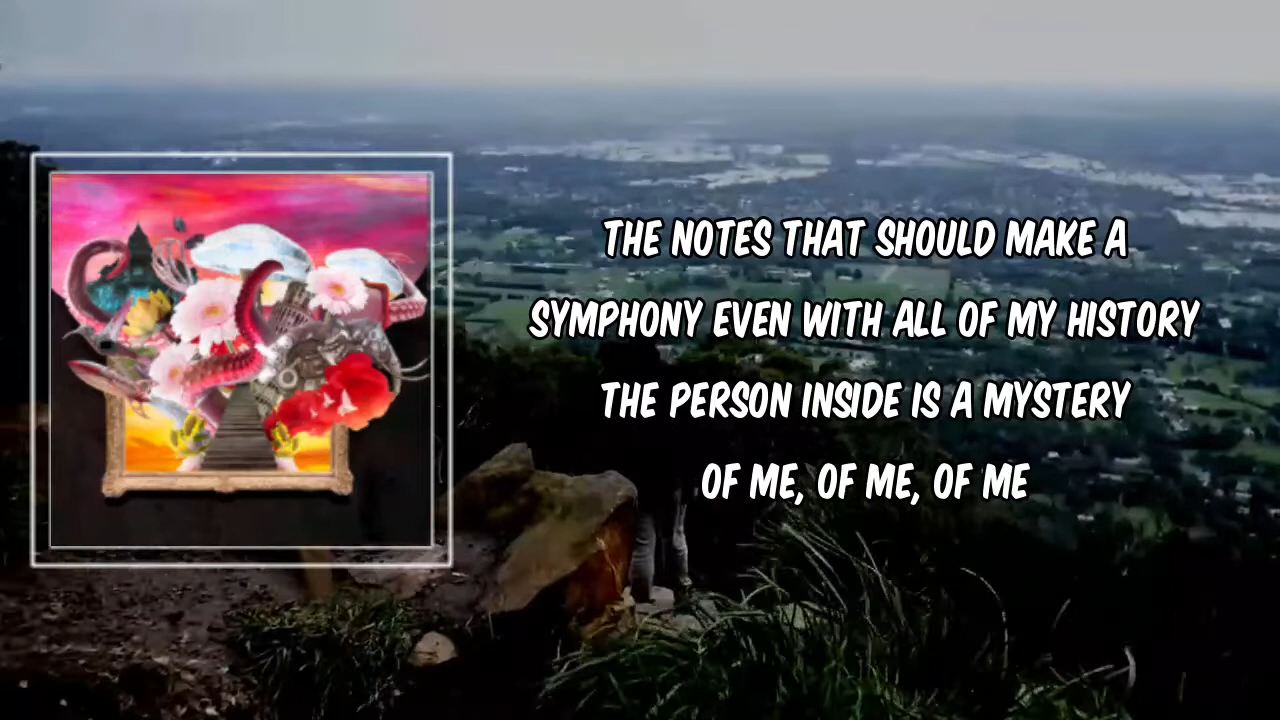 THE NOTES THAT SHOULD MAKE A
SYMPHONY EVEN WITH ALL OF MY HISTORY
THE PERSON INSIDE IS A MYSTERY
OF ME, OF ME, OF ME